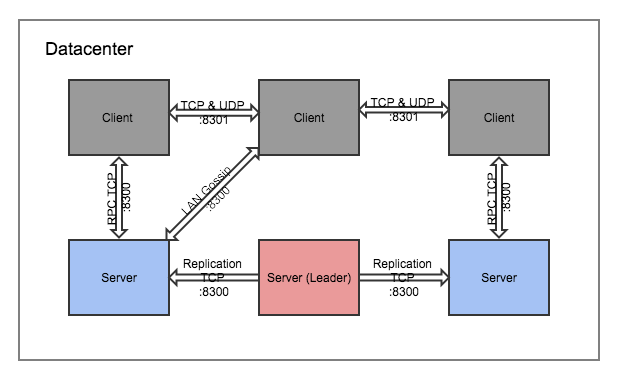 Datacenter
Client
TCP & UDP
:8301
Client
TCP & UDP
:8301
Client
RPC TCP
:8300
LAN Gossip
:8300
RPC TCP
:8300
Server
Replication
TCP
:8300
Server (Leader)
Replication
TCP
:8300
Server